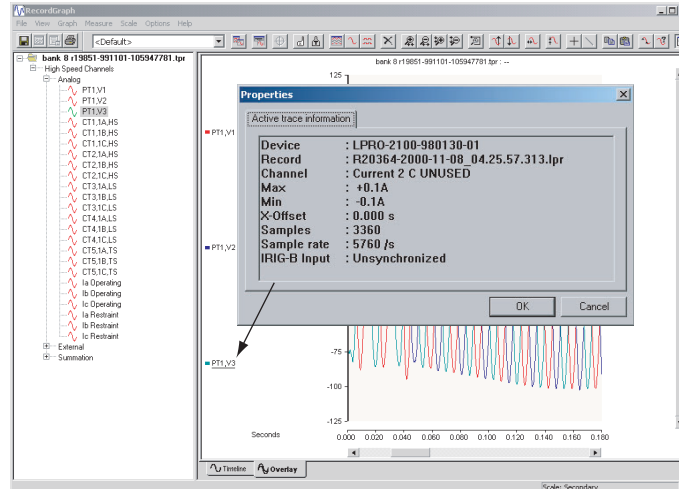 RecordGraph
File View Graph Measure Scale Options Help
<Default>
bank 8 r19851-991101-105947781.tpr
High Speed Channels
Analog
PT1,V1
PT1,V2
PT1,V3
CT1,1A,HS
CT1,1B,HS
CT1,1C,HS
CT2,1A,HS
CT2,1B,HS
CT2,1C,HS
CT3,1A,LS
CT3,1B,LS
CT3,1C,LS
CT4,1A,LS
CT4,1B,LS
CT4,1C,LS
CT5,1A,TS
CT5,1B,TS
CT5,1C,TS
Ia Operating
Ib Operating
Ic Operating
Ia Restraint
Ib Restraint
Ic Restraint
External
Summation
bank 8 r19851-991101-105947781.tpr : --
125
PT1,V1
PT1,V2
PT1,V3
Properties
Active trace information
Device : LPRO-2100-980130-01
Record : R20364-2000-11-08_04.25.57.313.lpr
Channel : Current 2 C UNUSED
Max : +0.1A
Min : -0.1A
X-Offset : 0.000 s
Samples : 3360
Sample rate : 5760 /s
IRIG-B Input : Unsynchronized
OK Cancel
-75
-100
-125
Seconds
0.000 0.020 0.040 0.060 0.080 0.100 0.120 0.140 0.160 0.180
Timeline Overlay
Scale: Secondary